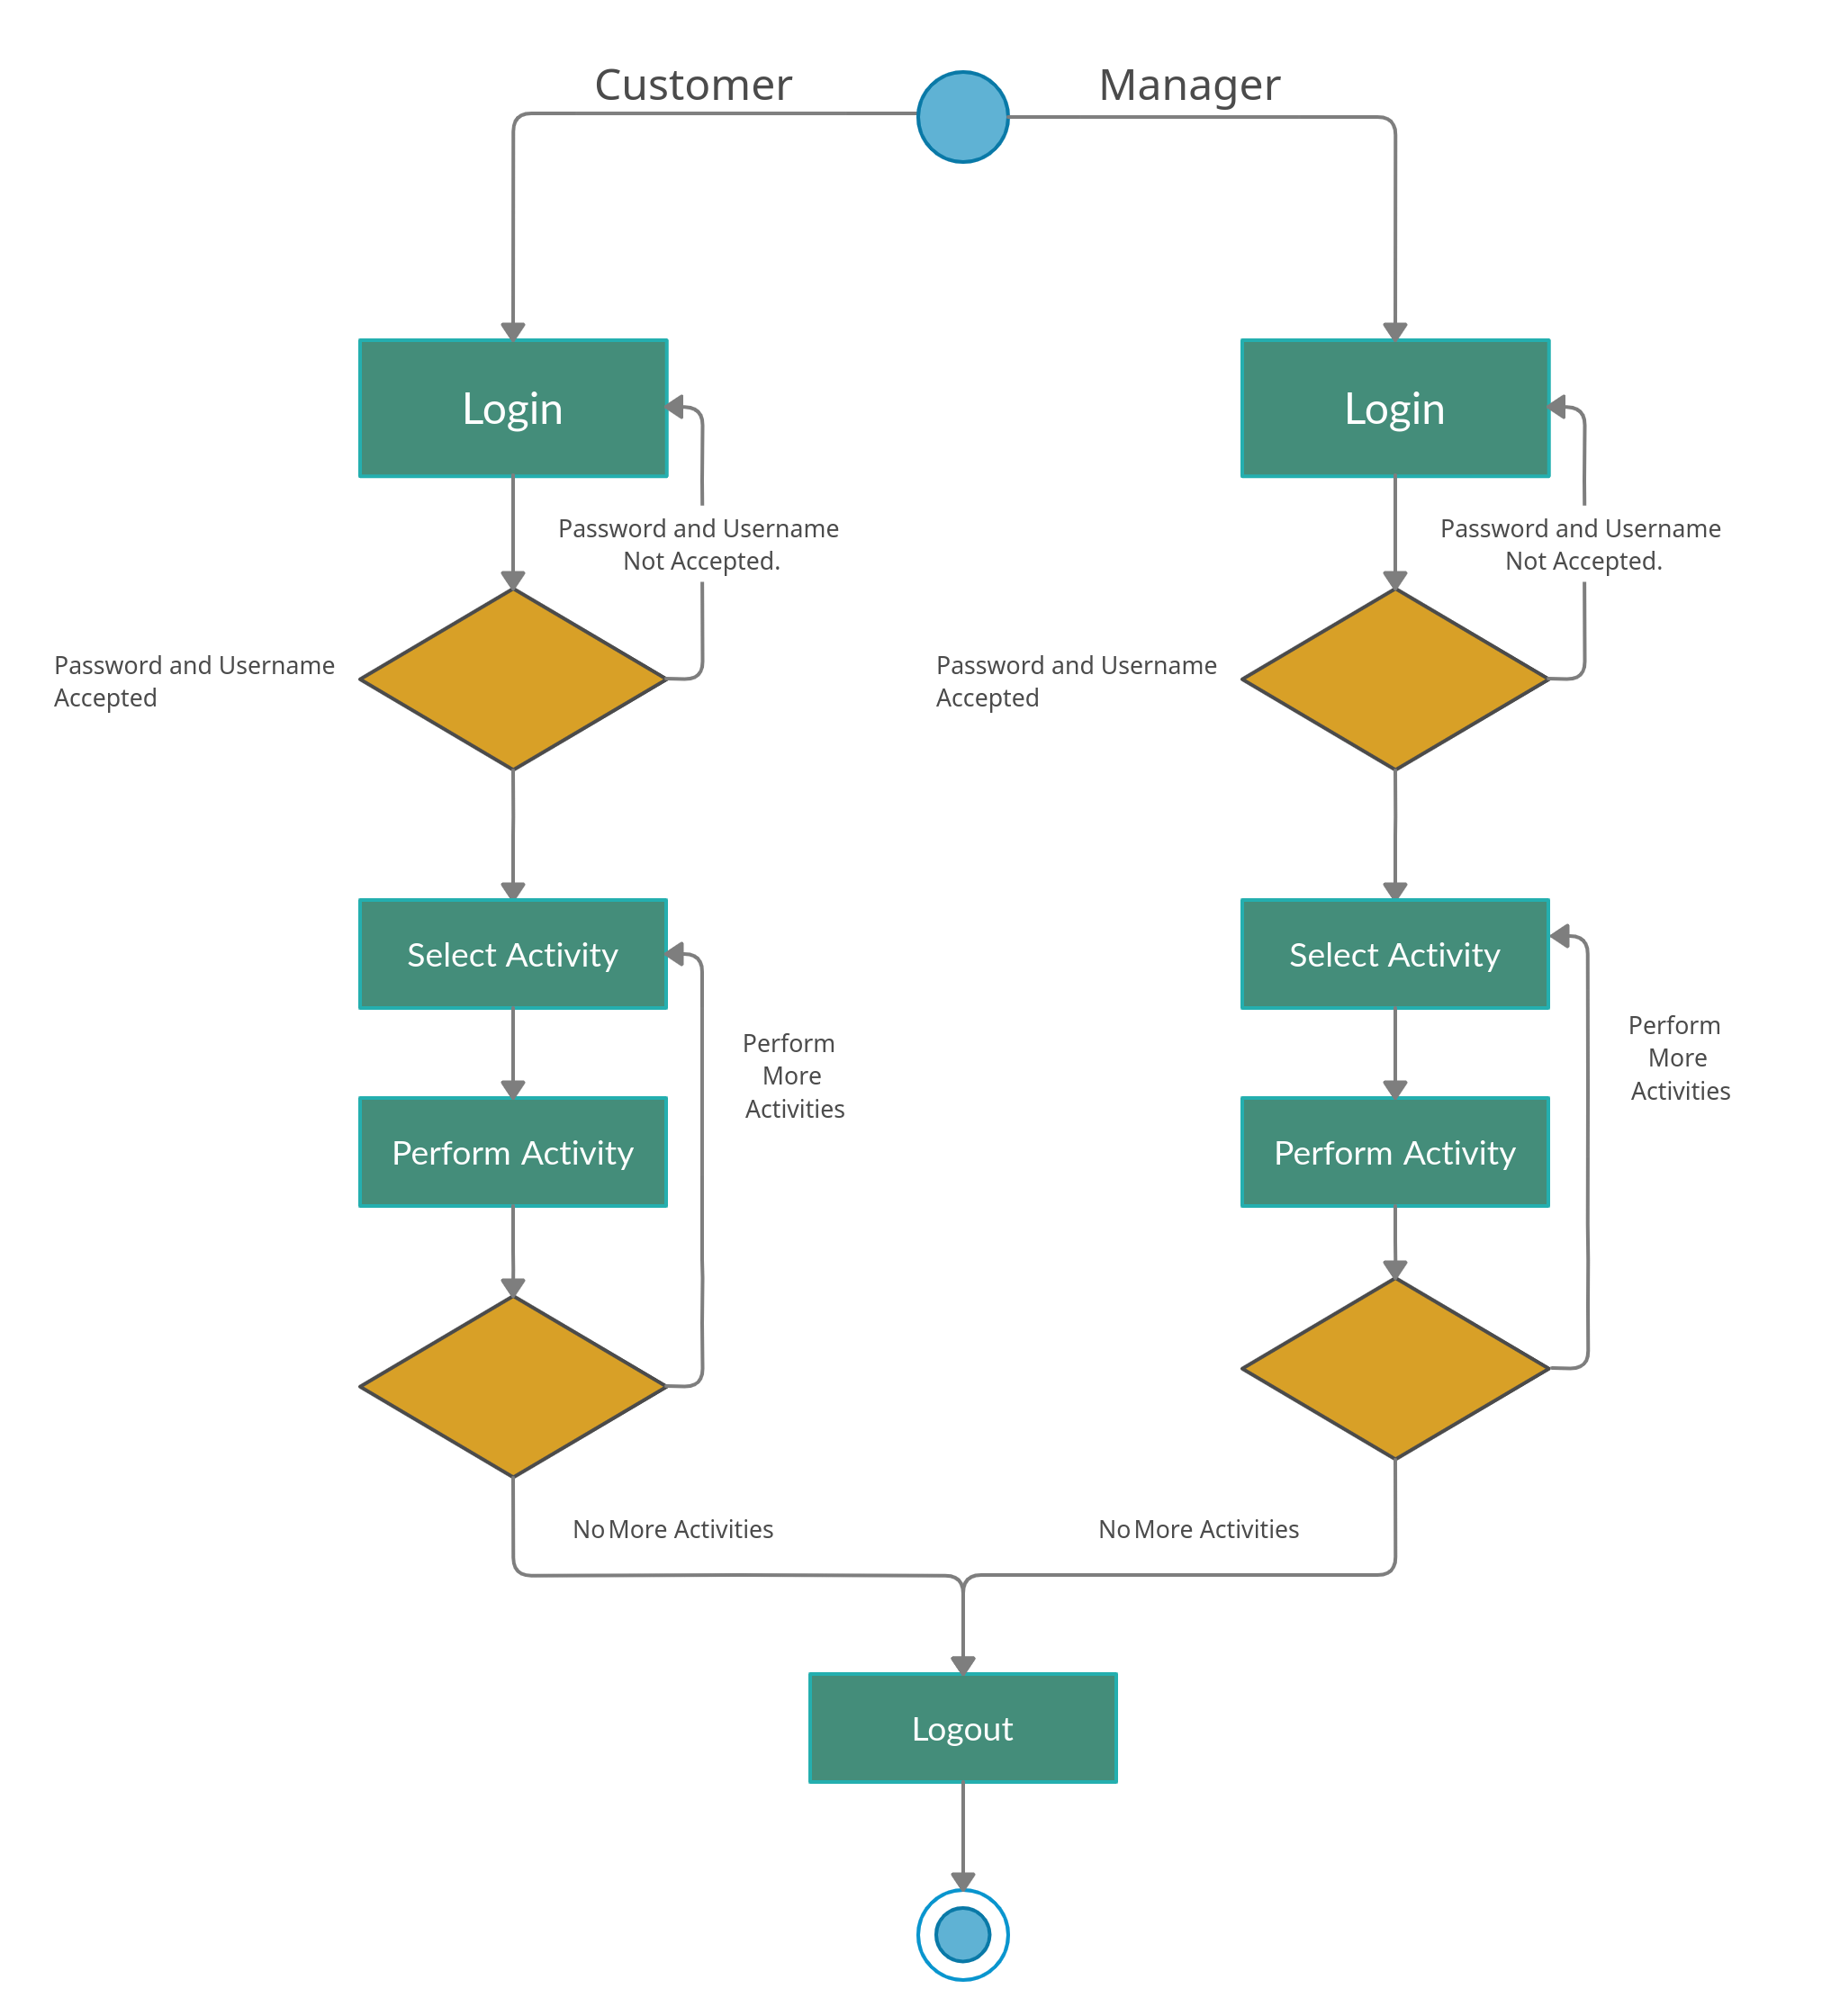 Customer
Manager
Login
Login
Password and Username
Not Accepted.
Password and Username
Not Accepted.
Password and Username
Accepted
Password and Username
Accepted
Select Activity
Select Activity
Perform
More
Activities
Perform
More
Activities
Perform Activity
Perform Activity
No More Activities
No More Activities
Logout